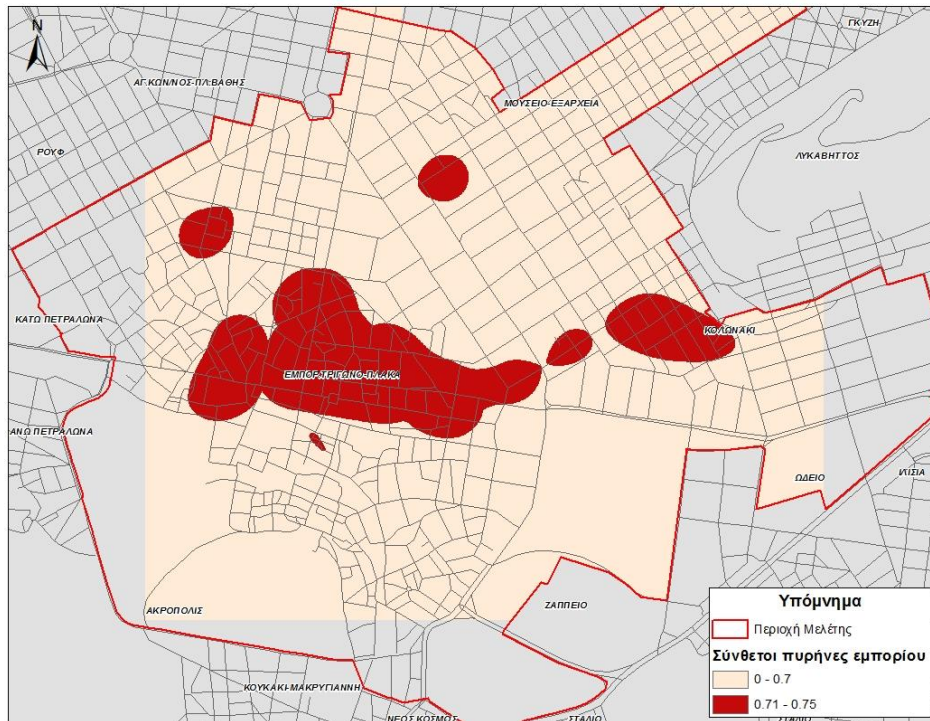 ΓΚΥΖΗ
N
ΑΓ.ΚΩΝ/ΝΟΣ-ΠΛ.ΒΑΘΗΣ
ΜΟΥΣΕΙΟ-ΕΞΑΡΧΕΙΑ
ΡΟΥΦ
ΛΥΚΑΒΗΤΤΟΣ
ΚΑΤΩ ΠΕΤΡΑΛΩΝΑ
ΚΟΛΩΝΑΚΙ
ΕΜΠΟΡ.ΤΡΙΓΩΝΟ-ΠΛΑΚΑ
ΑΝΩ ΠΕΤΡΑΛΩΝΑ
ΩΔΕΙΟ
ΙΛΙΣΙΑ
ΑΚΡΟΠΟΛΙΣ
ΖΑΠΠΕΙΟ
ΚΟΥΚΑΚΙ-ΜΑΚΡΥΓΙΑΝΝΗ
ΝΕΟΣ ΚΟΣΜΟΣ
ΣΤΑΔΙΟ
ΣΤΑΔΙΟ
Υπόμνημα
Περιοχή Μελέτης
Σύνθετοι πυρήνες εμπορίου
0 - 0.7
0.71 - 0.75